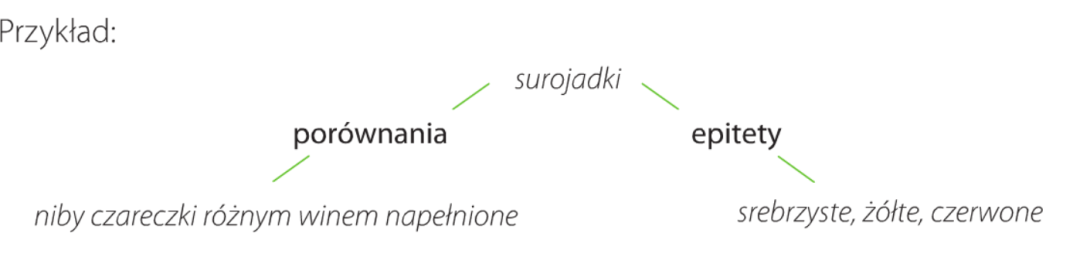 Przykład:
surojadki
porównania
epitety
niby czareczki różnym winem napełnione
srebrzyste, żółte, czerwone